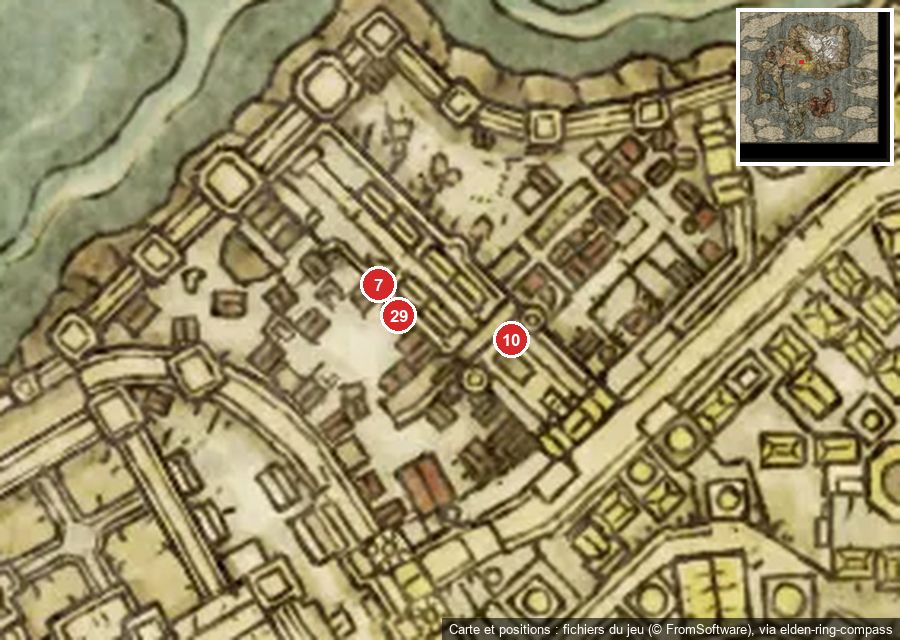 7
29
10
Carte et positions : fichiers du jeu (© FromSoftware), via elden-ring-compass